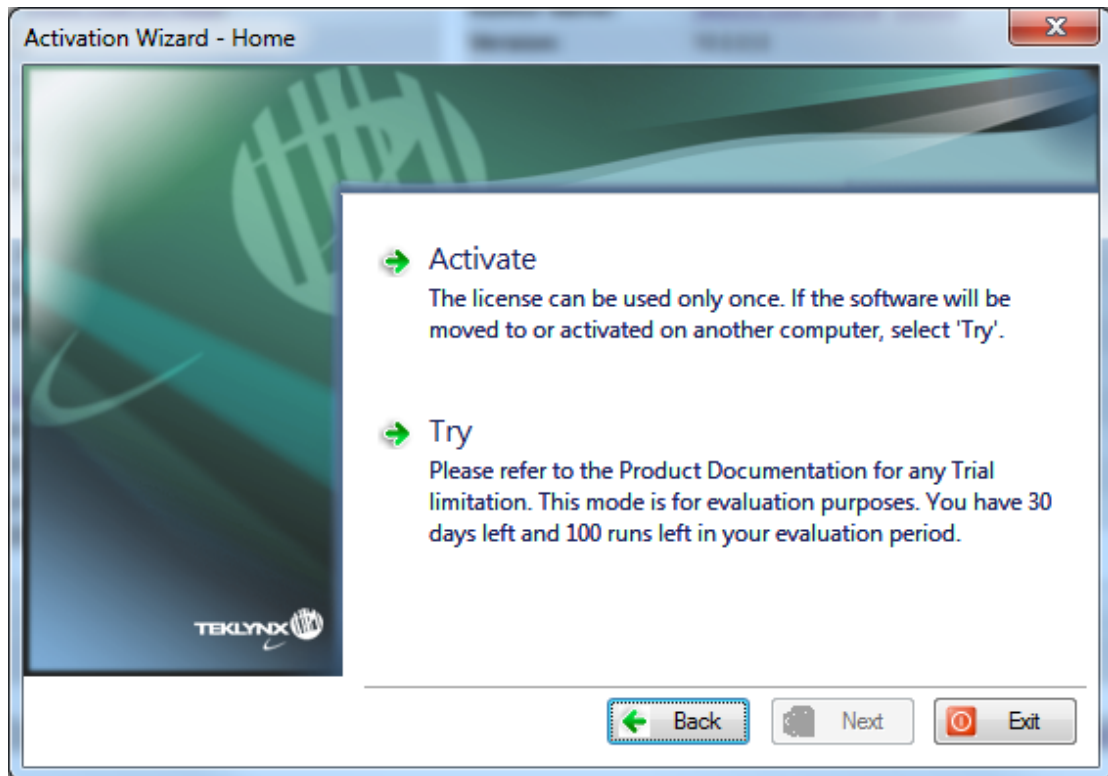 Activation Wizard - Home
Activate
The license can be used only once. If the software will be
moved to or activated on another computer, select 'Try'.
Try
Please refer to the Product Documentation for any Trial
limitation. This mode is for evaluation purposes. You have 30
days left and 100 runs left in your evaluation period.
TEKLYNX
Back
Next
Exit